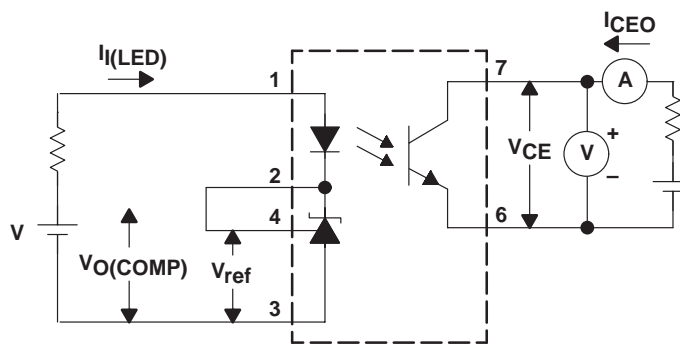 I_I(LED)
I_CEO
1
7
A
V_CE
+
V
–
2
4
V
V_O(COMP)
V_ref
6
3